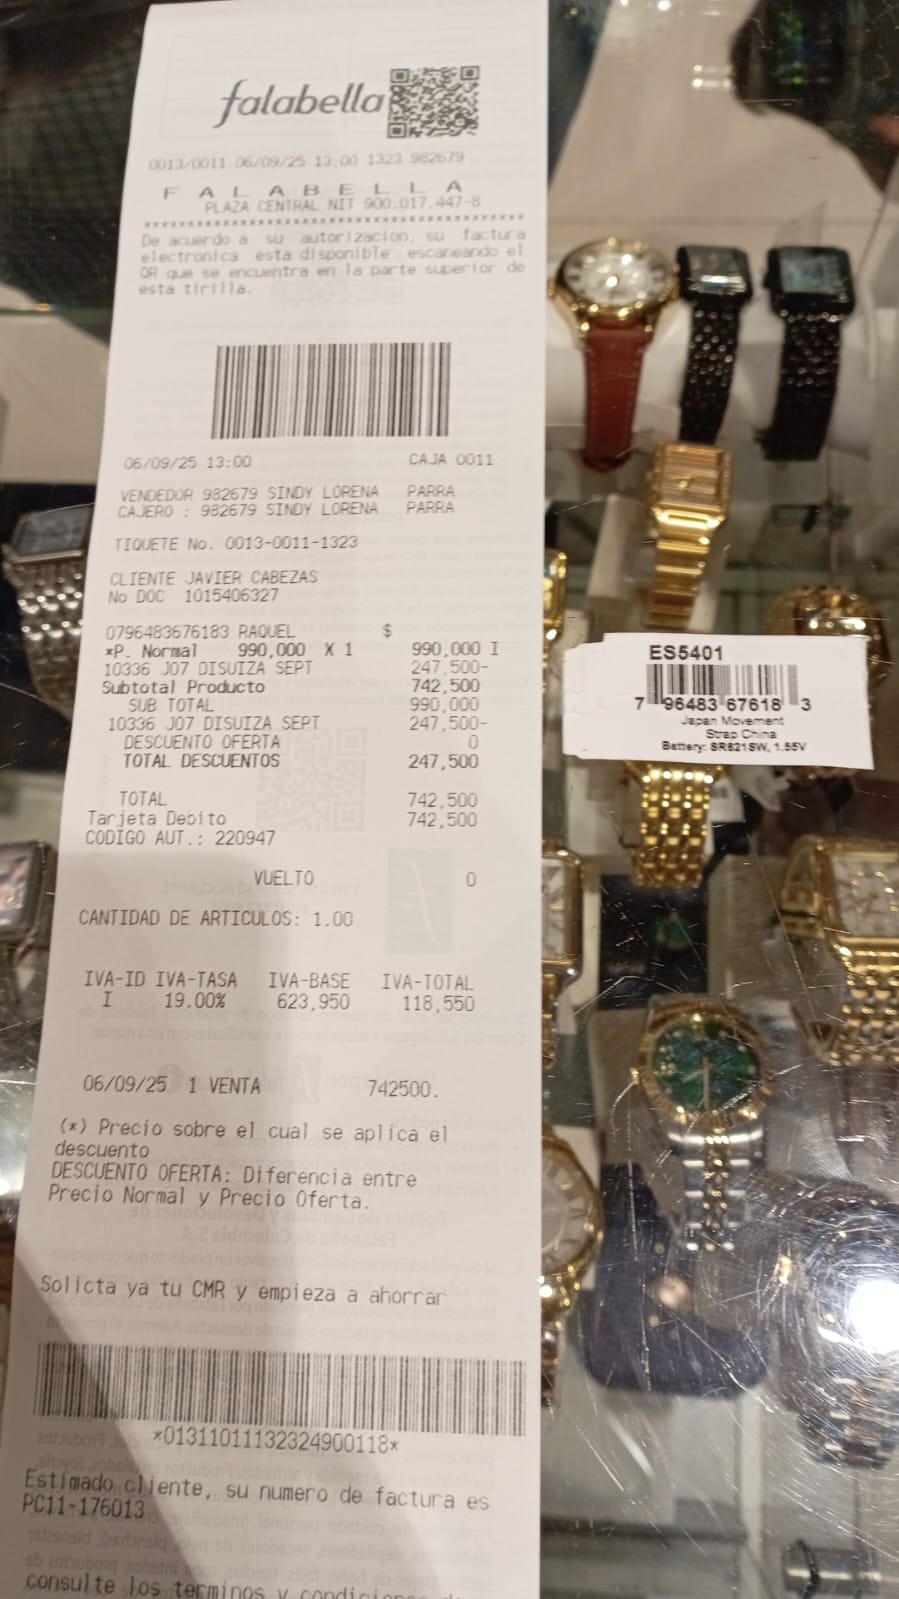 falabella
0013/0011 06/09/25 13:00 1323 982679
F A L A B E L L A
PLAZA CENTRAL NIT 900.017.447-8
De acuerdo a su autorizacion, su factura
electronica esta disponible escaneando el
QR que se encuentra en la parte superior de
esta tirilla.
06/09/25 13:00 CAJA 0011
VENDEDOR 982679 SINDY LORENA PARRA
CAJERO : 982679 SINDY LORENA PARRA
TIQUETE No. 0013-0011-1323
CLIENTE JAVIER CABEZAS
No DOC 1015406327
0796483676183 RAQUEL $
*P. Normal 990,000 X 1 990,000 I
10336 J07 DISUIZA SEPT 247,500-
Subtotal Producto 742,500
SUB TOTAL 990,000
10336 J07 DISUIZA SEPT 247,500-
DESCUENTO OFERTA 0
TOTAL DESCUENTOS 247,500
TOTAL 742,500
Tarjeta Debito 742,500
CODIGO AUT.: 220947
VUELTO 0
CANTIDAD DE ARTICULOS: 1.00
IVA-ID IVA-TASA IVA-BASE IVA-TOTAL
I 19.00% 623,950 118,550
06/09/25 1 VENTA 742500.
(*) Precio sobre el cual se aplica el
descuento
DESCUENTO OFERTA: Diferencia entre
Precio Normal y Precio Oferta.
Solicta ya tu CMR y empieza a ahorrar
*01311011132324900118*
Estimado cliente, su numero de factura es
PC11-176013
consulte los terminos y condiciones
ES5401
7 96483 67618 3
Japan Movement
Strap China
Battery: SR621SW, 1.55V